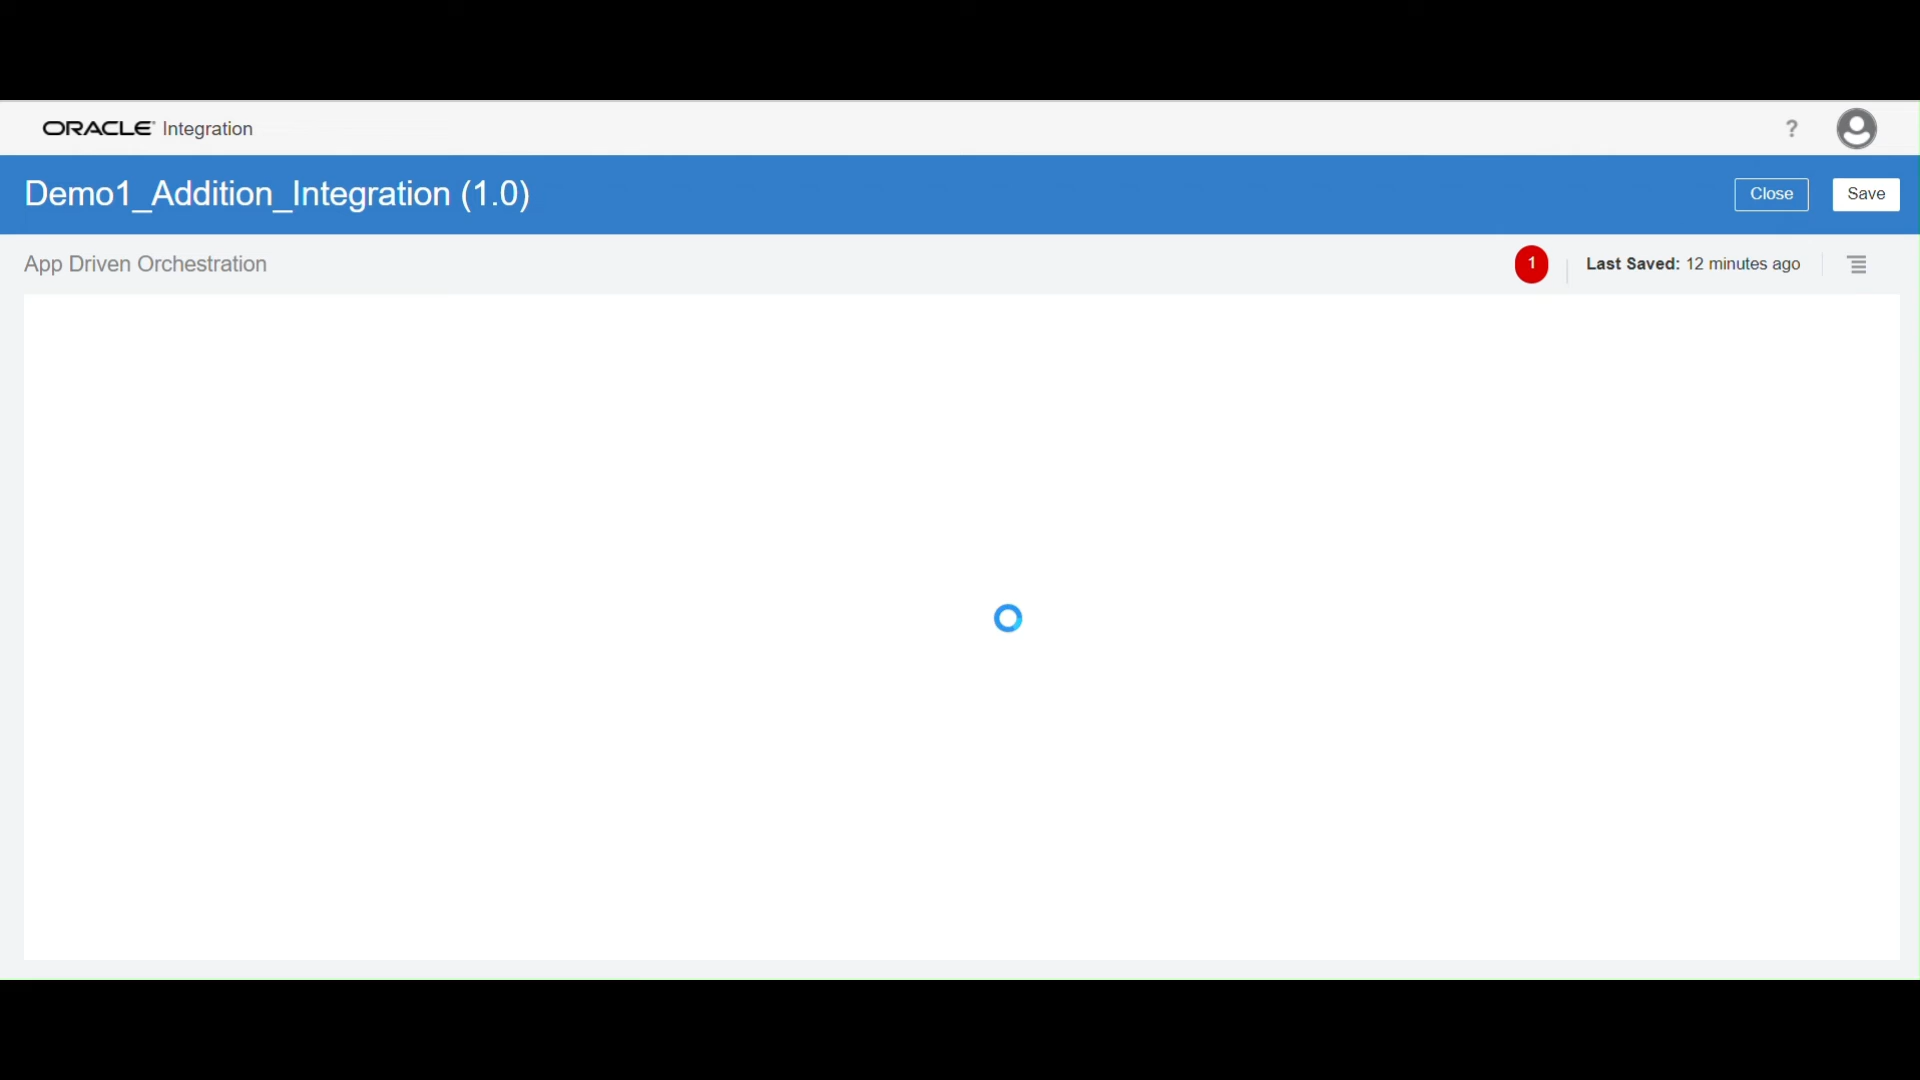 ORACLE Integration
?
Demo1_Addition_Integration (1.0)
Close
Save
App Driven Orchestration
1
Last Saved: 12 minutes ago